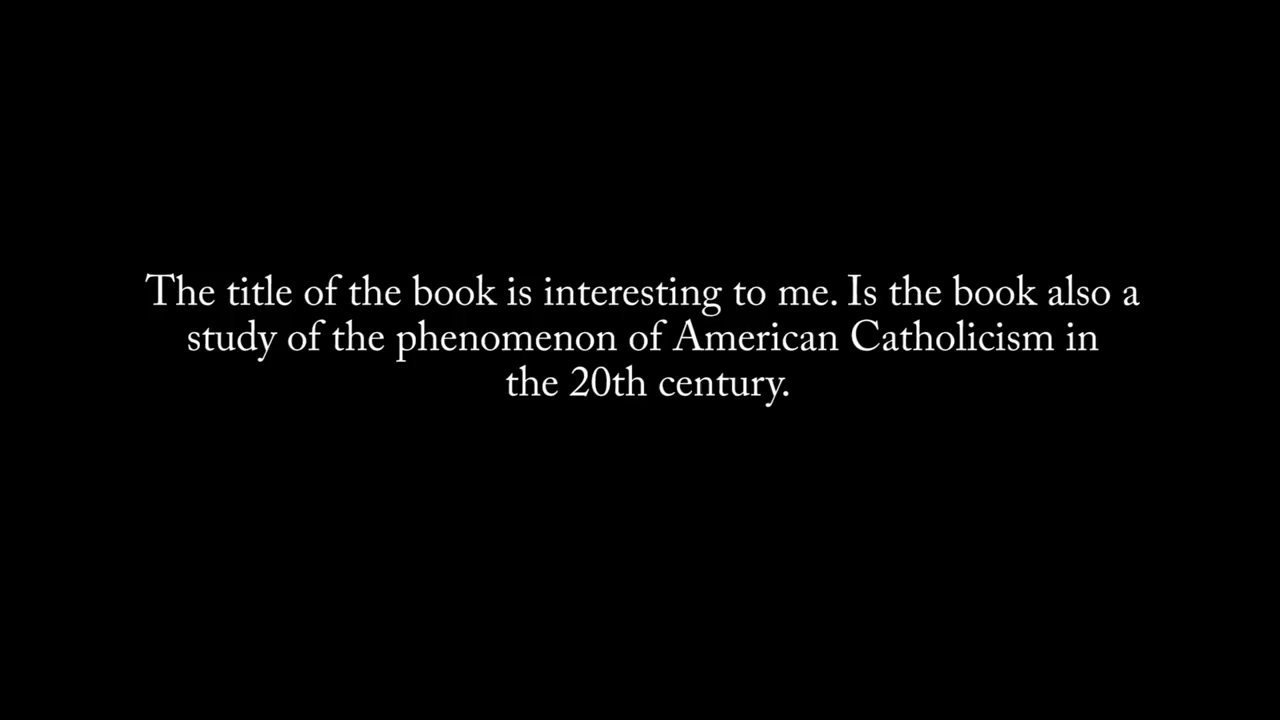 The title of the book is interesting to me. Is the book also a
study of the phenomenon of American Catholicism in
the 20th century.